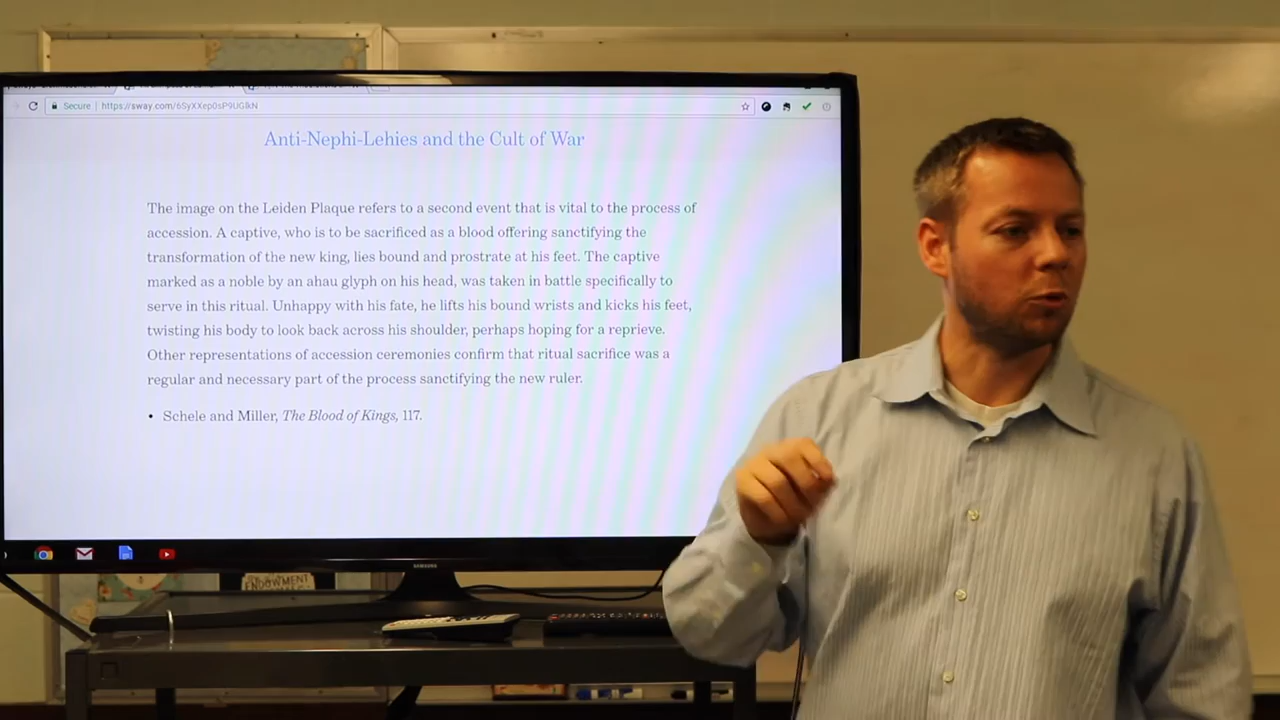 Secure | https://sway.com/6SyXXep0sP9UGlkN
Anti-Nephi-Lehies and the Cult of War
The image on the Leiden Plaque refers to a second event that is vital to the process of
accession. A captive, who is to be sacrificed as a blood offering sanctifying the
transformation of the new king, lies bound and prostrate at his feet. The captive
marked as a noble by an ahau glyph on his head, was taken in battle specifically to
serve in this ritual. Unhappy with his fate, he lifts his bound wrists and kicks his feet,
twisting his body to look back across his shoulder, perhaps hoping for a reprieve.
Other representations of accession ceremonies confirm that ritual sacrifice was a
regular and necessary part of the process sanctifying the new ruler.
• Schele and Miller, The Blood of Kings, 117.
SAMSUNG
ENDOWMENT